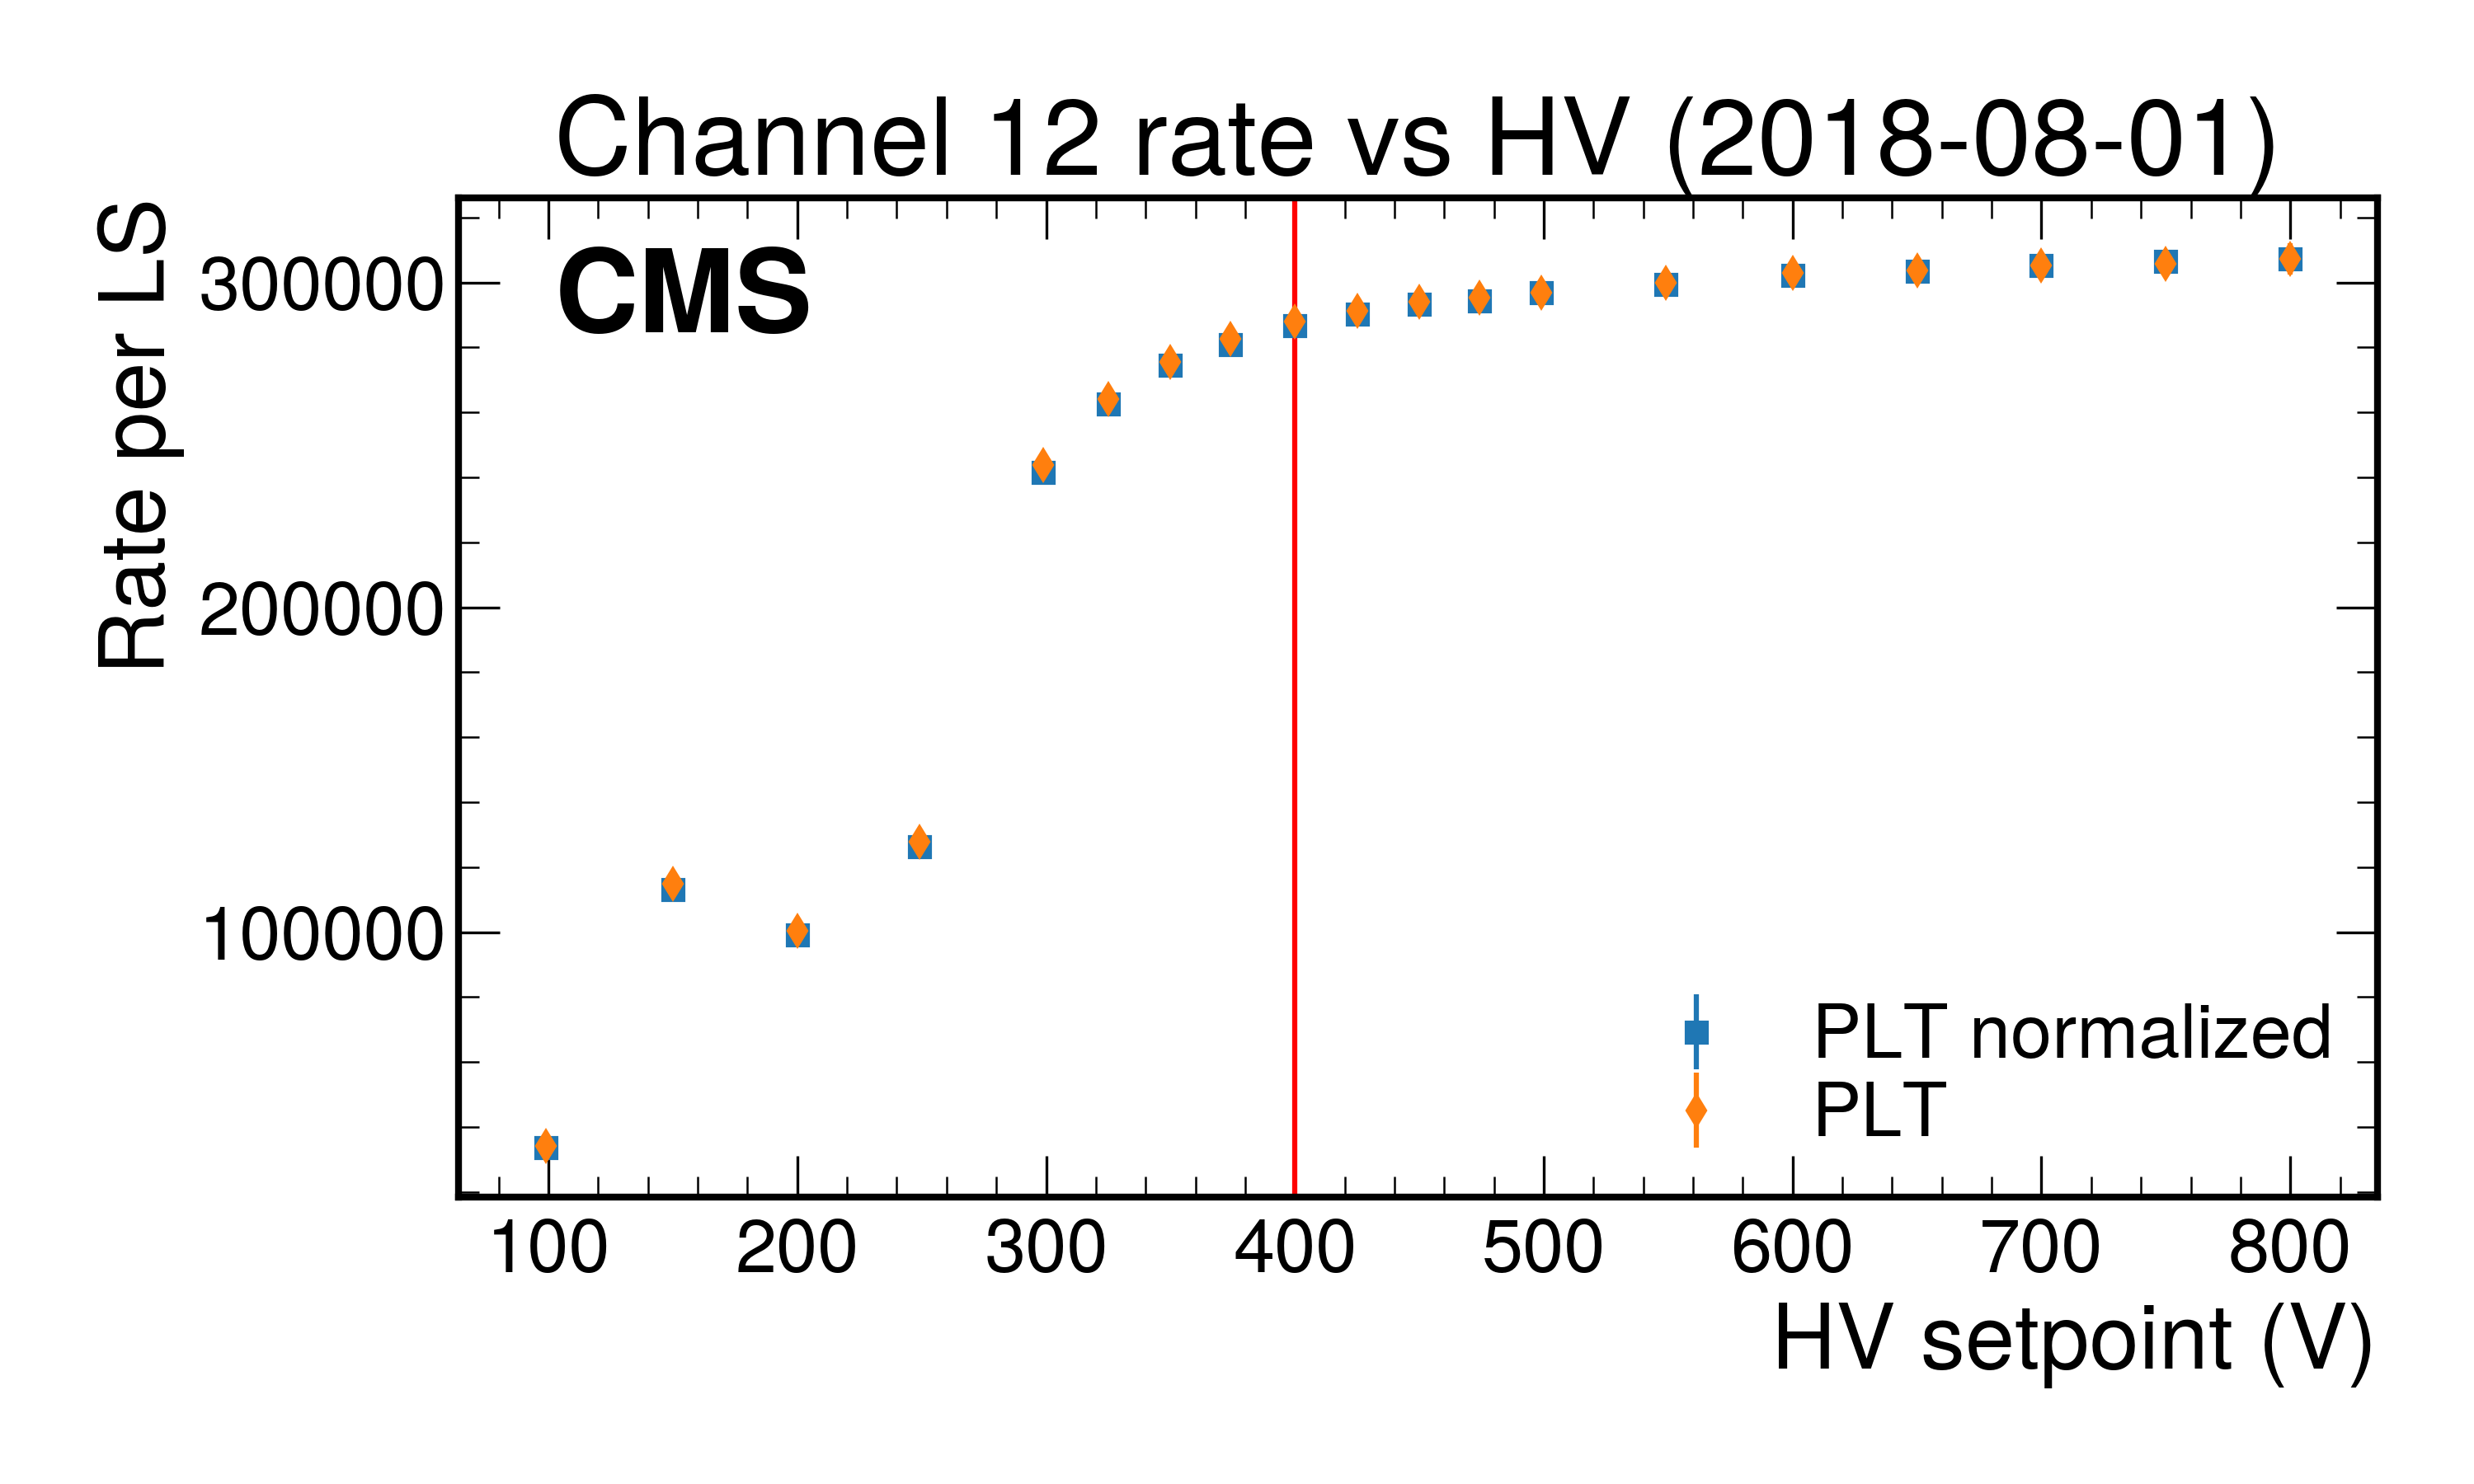 Channel 12 rate vs HV (2018-08-01)
CMS
Rate per LS
300000
200000
100000
PLT normalized
PLT
100 200 300 400 500 600 700 800
HV setpoint (V)